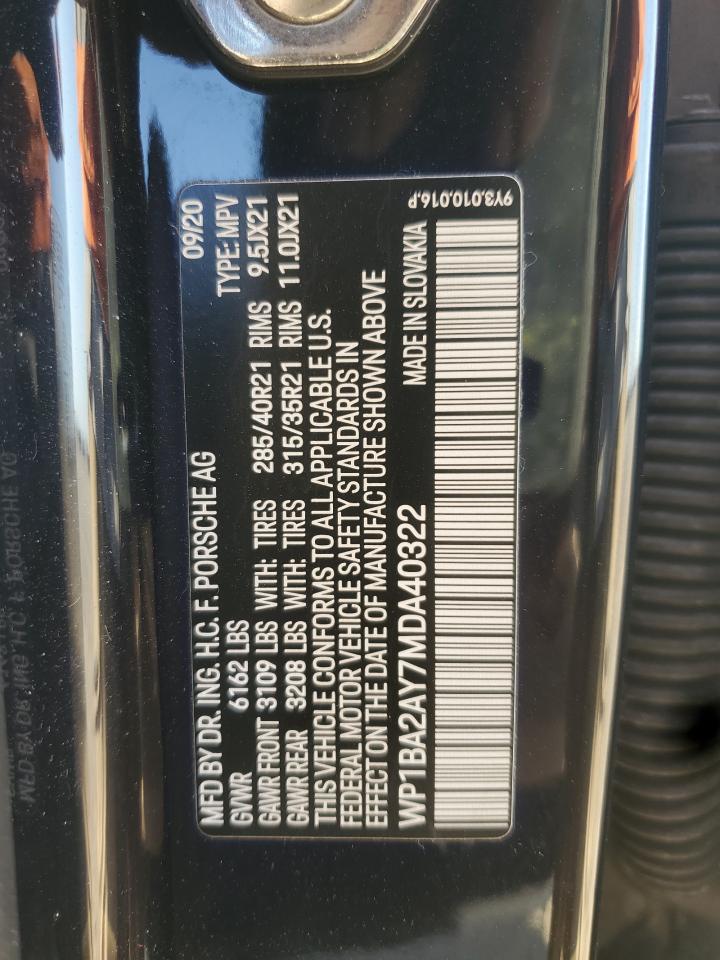 MFD BY DR. ING. H.C. F. PORSCHE AG 09/20
GVWR 6162 LBS TYPE: MPV
GAWR FRONT 3109 LBS WITH: TIRES 285/40R21 RIMS 9.5JX21
GAWR REAR 3208 LBS WITH: TIRES 315/35R21 RIMS 11.0JX21
THIS VEHICLE CONFORMS TO ALL APPLICABLE U.S.
FEDERAL MOTOR VEHICLE SAFETY STANDARDS IN
EFFECT ON THE DATE OF MANUFACTURE SHOWN ABOVE
WP1BA2AY7MDA40322 MADE IN SLOVAKIA
9Y3.010.016.P